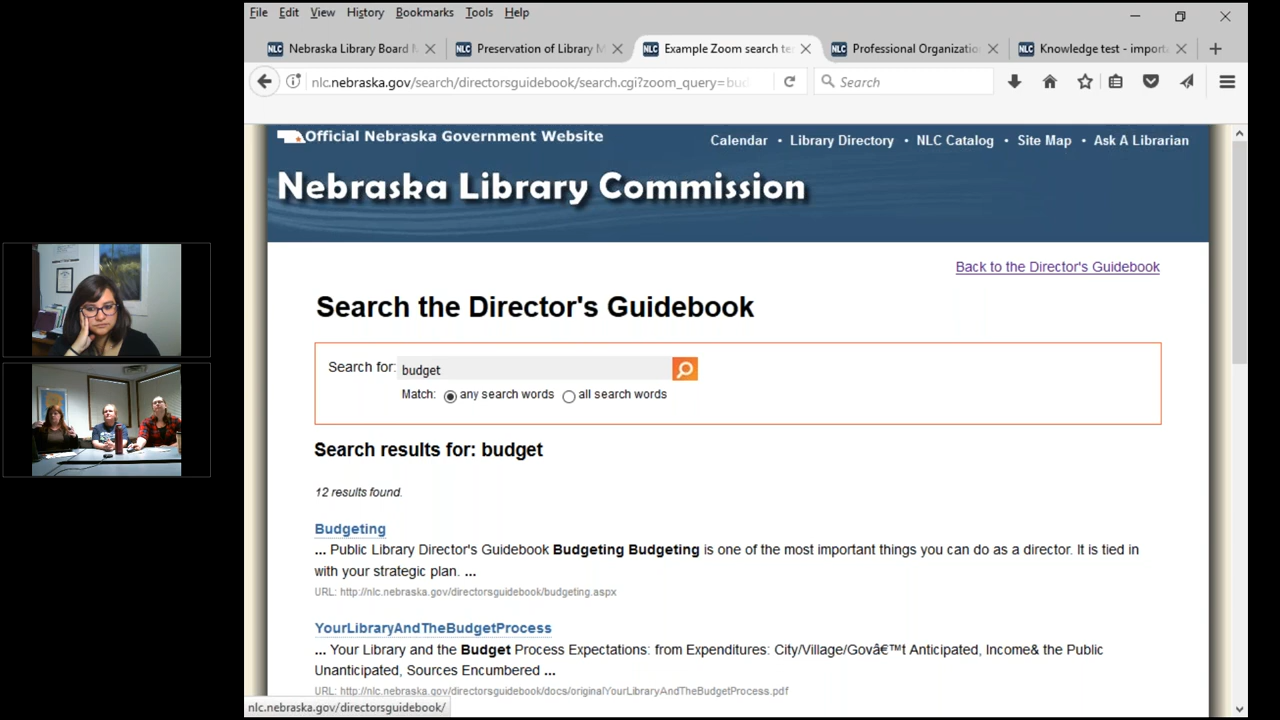 File Edit View History Bookmarks Tools Help
NLC Nebraska Library Board M
NLC Preservation of Library M
NLC Example Zoom search te
NLC Professional Organizatio
NLC Knowledge test - import
nlc.nebraska.gov/search/directorsguidebook/search.cgi?zoom_query=bud
Search
Official Nebraska Government Website
Calendar • Library Directory • NLC Catalog • Site Map • Ask A Librarian
Nebraska Library Commission
Back to the Director's Guidebook
Search the Director's Guidebook
Search for: budget
Match: any search words all search words
Search results for: budget
12 results found.
Budgeting
... Public Library Director's Guidebook Budgeting Budgeting is one of the most important things you can do as a director. It is tied in
with your strategic plan. ...
URL: http://nlc.nebraska.gov/directorsguidebook/budgeting.aspx
YourLibraryAndTheBudgetProcess
... Your Library and the Budget Process Expectations: from Expenditures: City/Village/Govâ€™t Anticipated, Income& the Public
Unanticipated, Sources Encumbered ...
URL: http://nlc.nebraska.gov/directorsguidebook/docs/originalYourLibraryAndTheBudgetProcess.pdf
nlc.nebraska.gov/directorsguidebook/